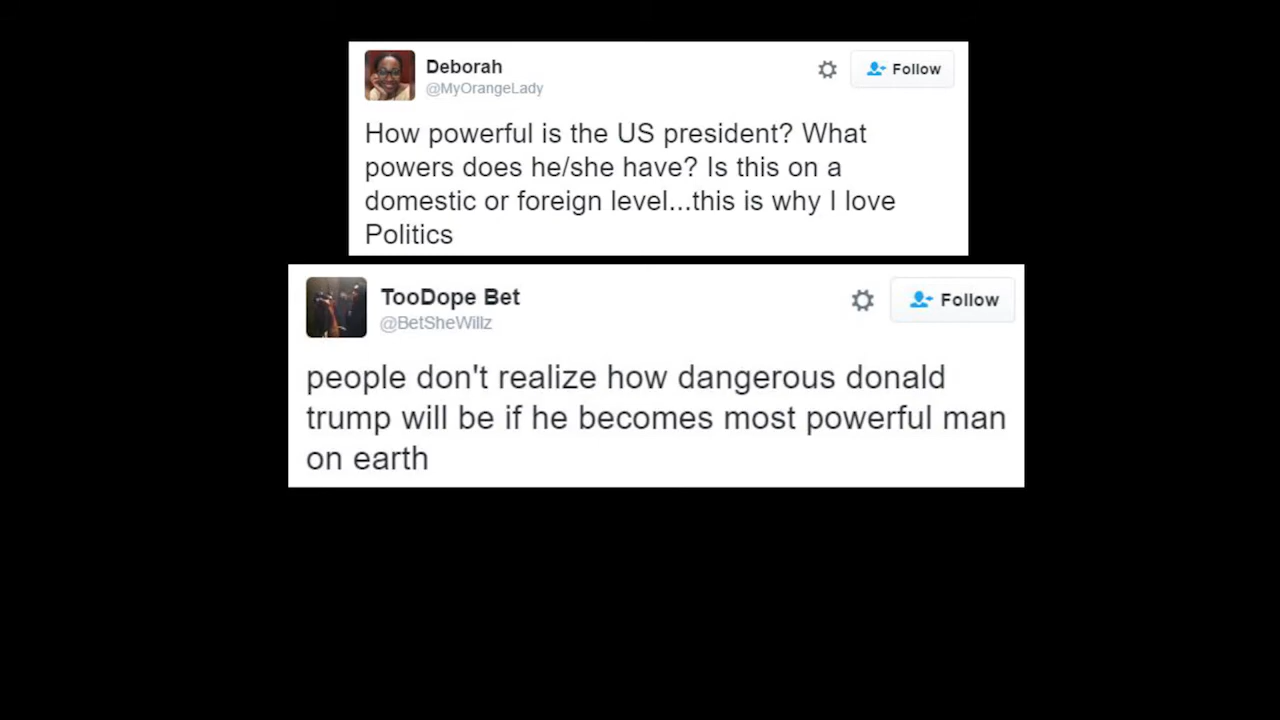 Deborah
@MyOrangeLady
Follow
How powerful is the US president? What
powers does he/she have? Is this on a
domestic or foreign level...this is why I love
Politics
TooDope Bet
@BetSheWillz
Follow
people don't realize how dangerous donald
trump will be if he becomes most powerful man
on earth